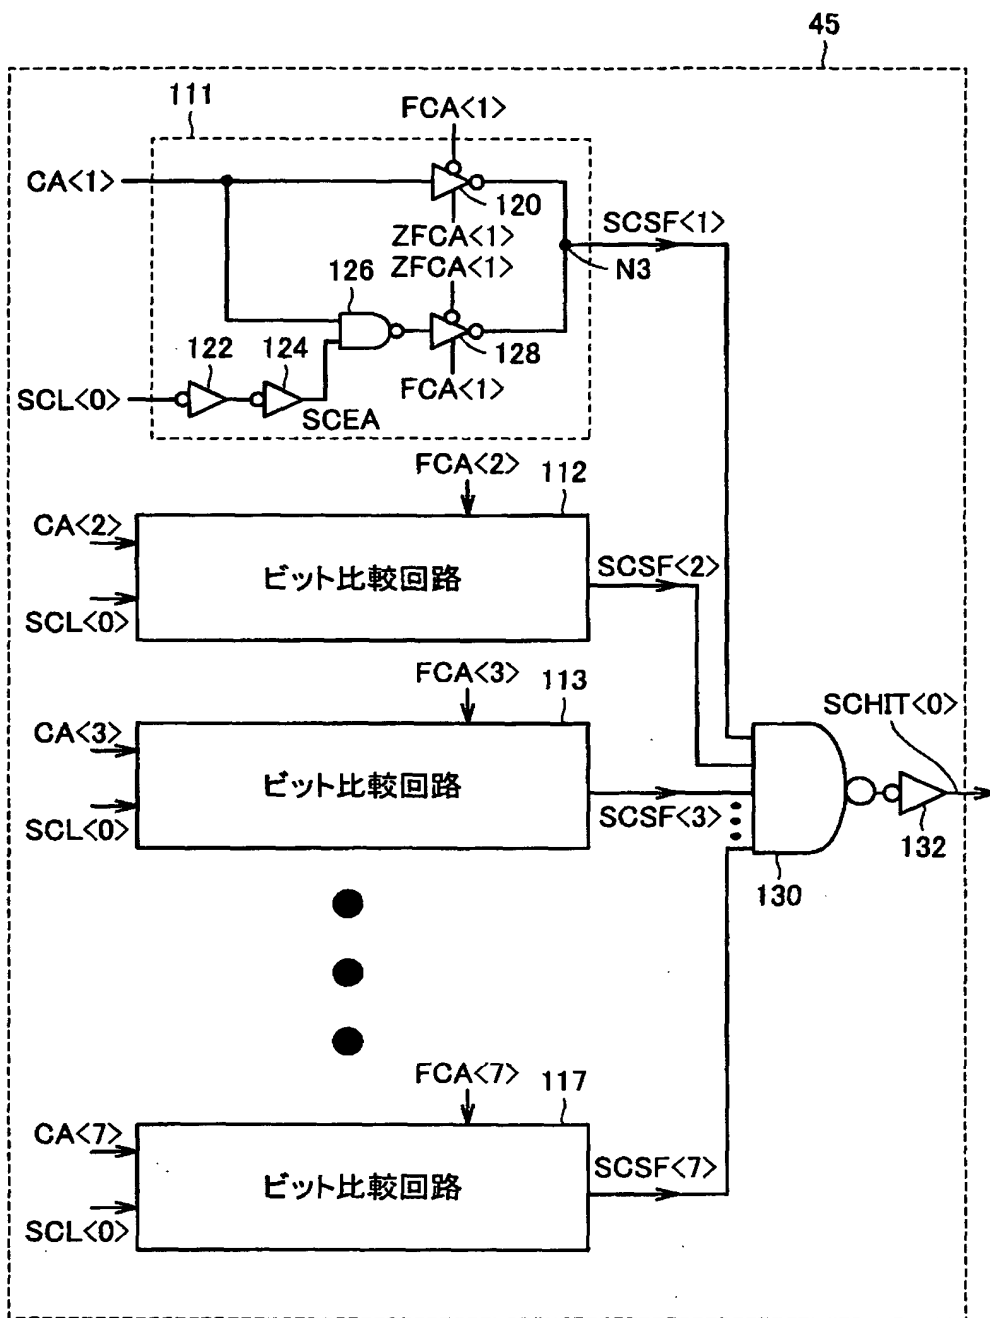 45
111
FCA<1>
CA<1>
120
ZFCA<1>
SCSF<1>
ZFCA<1>
N3
126
128
122
124
SCL<0>
SCEA
FCA<1>
FCA<2>
112
CA<2>
ビット比較回路
SCSF<2>
SCL<0>
FCA<3>
113
CA<3>
ビット比較回路
SCHIT<0>
SCL<0>
SCSF<3>
132
130
FCA<7>
117
CA<7>
ビット比較回路
SCSF<7>
SCL<0>